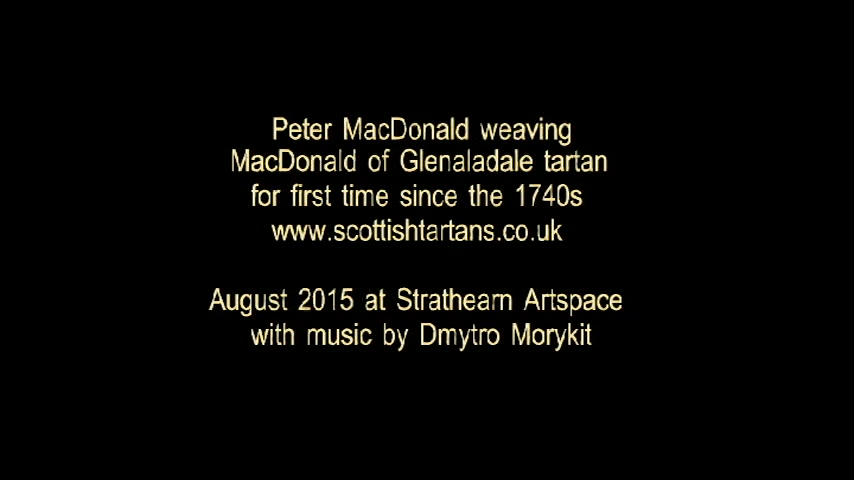 Peter MacDonald weaving
MacDonald of Glenaladale tartan
for first time since the 1740s
www.scottishtartans.co.uk
August 2015 at Strathearn Artspace
with music by Dmytro Morykit